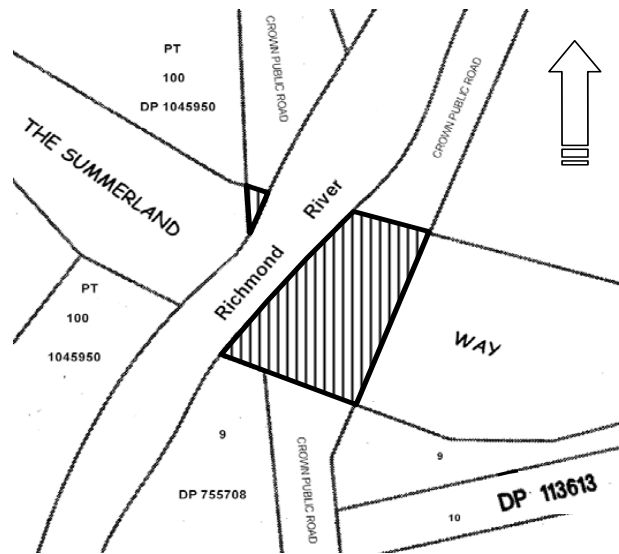 PT
100
DP 1045950
CROWN PUBLIC ROAD
CROWN PUBLIC ROAD
THE SUMMERLAND
Richmond River
PT
100
1045950
WAY
9
DP 755708
CROWN PUBLIC ROAD
9
DP 113613
10